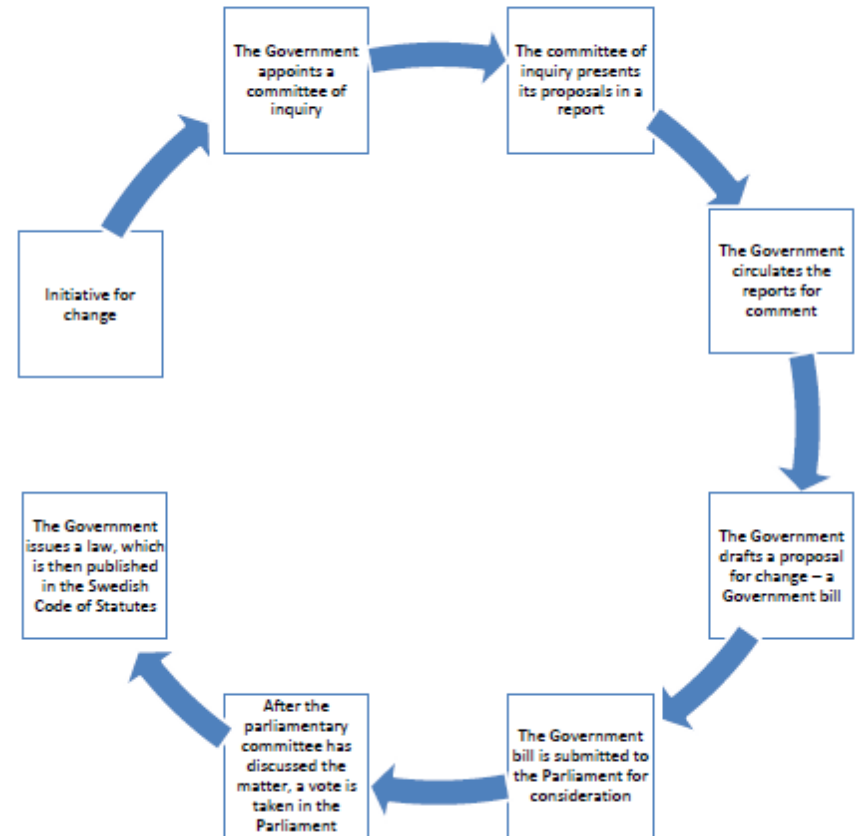 Initiative for
change
The Government
appoints a
committee of
inquiry
The committee of
inquiry presents
its proposals in a
report
The Government
circulates the
reports for
comment
The Government
drafts a proposal
for change – a
Government bill
The Government
bill is submitted to
the Parliament for
consideration
After the
parliamentary
committee has
discussed the
matter, a vote is
taken in the
Parliament
The Government
issues a law, which
is then published
in the Swedish
Code of Statutes